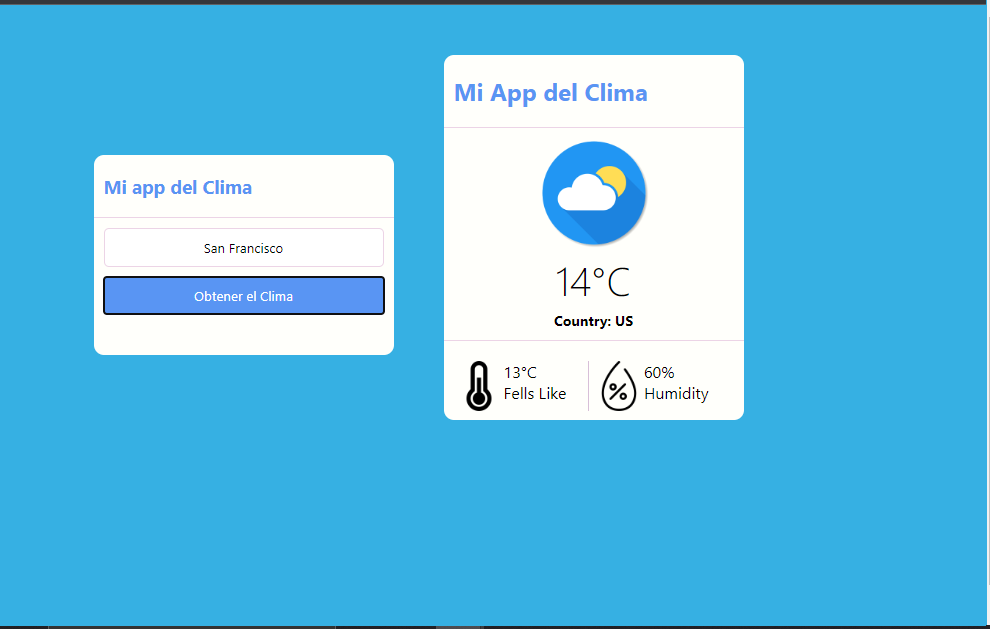 Mi app del Clima
San Francisco
Obtener el Clima
Mi App del Clima
14°C
Country: US
13°C
Fells Like
60%
Humidity